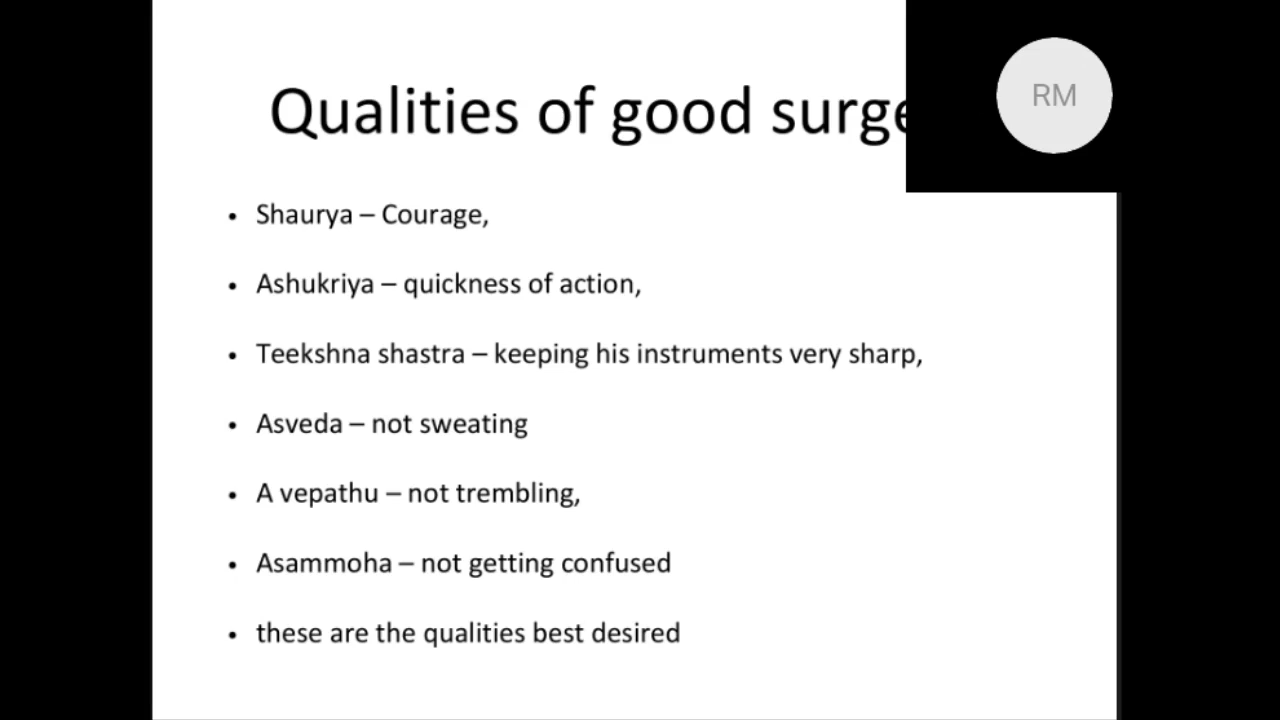 Qualities of good surge
RM
• Shaurya – Courage,
• Ashukriya – quickness of action,
• Teekshna shastra – keeping his instruments very sharp,
• Asveda – not sweating
• A vepathu – not trembling,
• Asammoha – not getting confused
• these are the qualities best desired